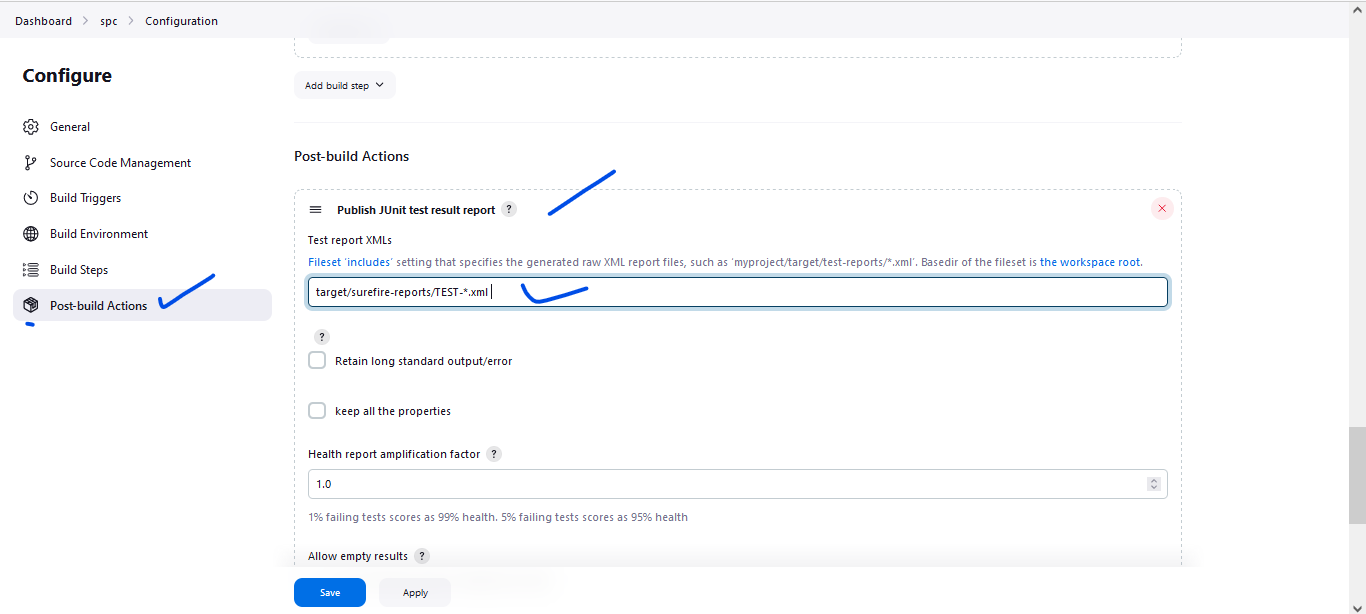 Dashboard > spc > Configuration
Configure
General
Source Code Management
Build Triggers
Build Environment
Build Steps
Post-build Actions
Add build step
Post-build Actions
Publish JUnit test result report ?
Test report XMLs
Fileset 'includes' setting that specifies the generated raw XML report files, such as 'myproject/target/test-reports/*.xml'. Basedir of the fileset is the workspace root.
target/surefire-reports/TEST-*.xml
?
Retain long standard output/error
keep all the properties
Health report amplification factor ?
1.0
1% failing tests scores as 99% health. 5% failing tests scores as 95% health
Allow empty results ?
Save Apply